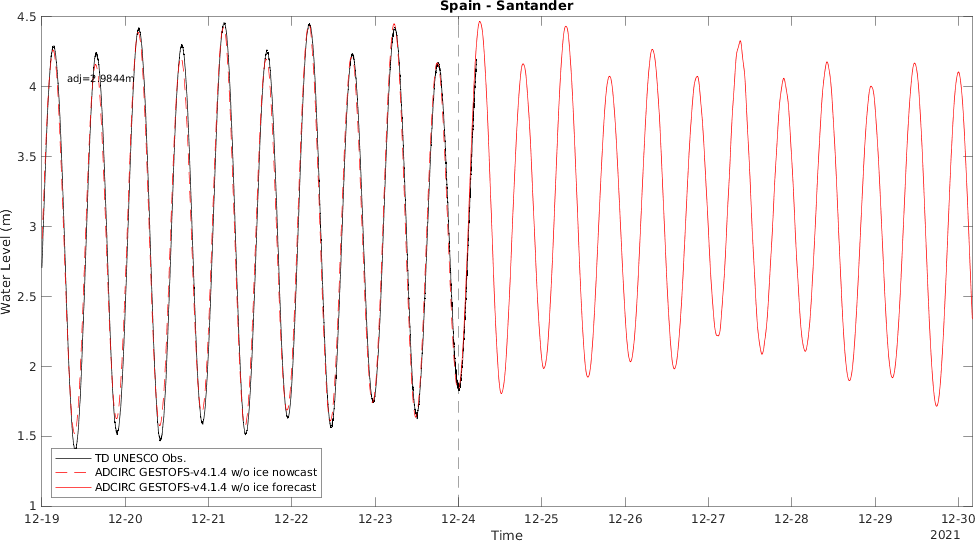 Spain - Santander
4.5
4
3.5
3
2.5
2
1.5
1
Water Level (m)
adj=2.9844m
TD UNESCO Obs.
ADCIRC GESTOFS-v4.1.4 w/o ice nowcast
ADCIRC GESTOFS-v4.1.4 w/o ice forecast
12-19 12-20 12-21 12-22 12-23 12-24 12-25 12-26 12-27 12-28 12-29 12-30
Time
2021